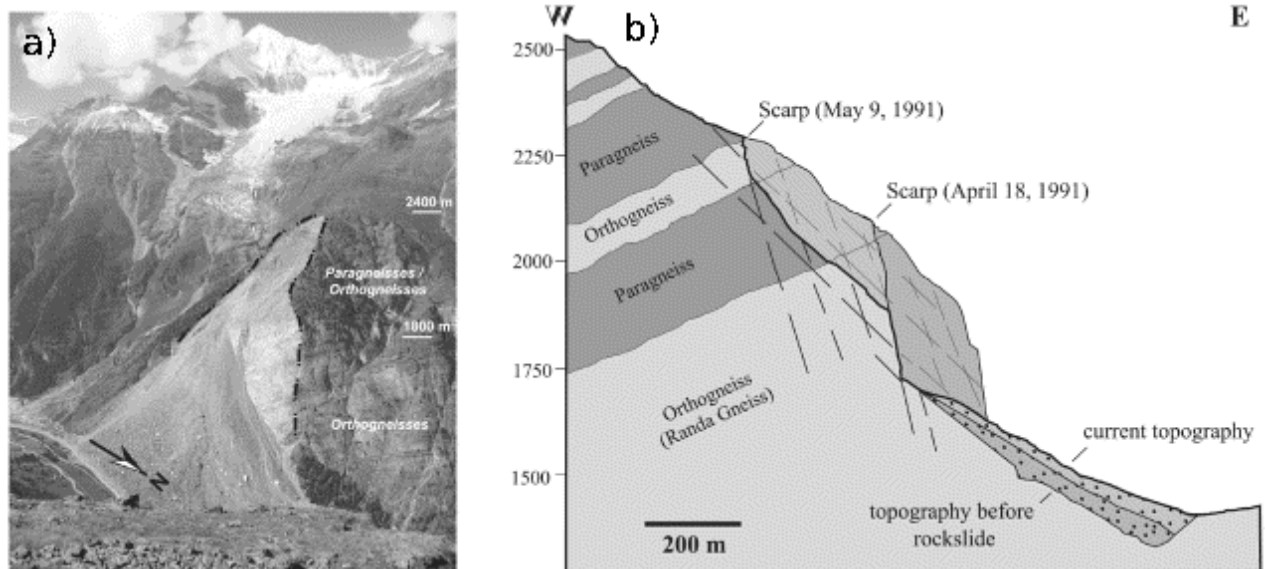 a)
2400 m
Paragneisses /
Orthogneisses
1800 m
Orthogneisses
N
W
b)
E
2500
2250
2000
1750
1500
Scarp (May 9, 1991)
Scarp (April 18, 1991)
Paragneiss
Orthogneiss
Paragneiss
Orthogneiss
(Randa Gneiss)
current topography
topography before
rockslide
200 m